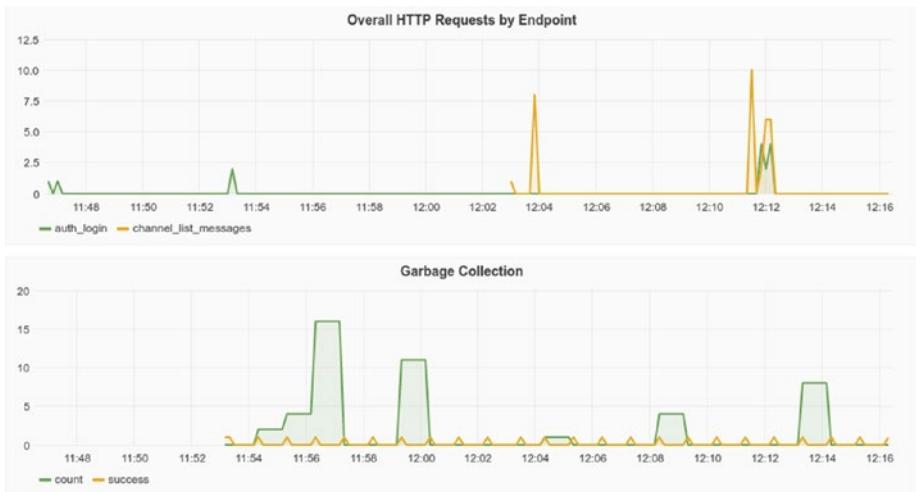 Overall HTTP Requests by Endpoint
12.5
10.0
7.5
5.0
2.5
0
11:48 11:50 11:52 11:54 11:56 11:58 12:00 12:02 12:04 12:06 12:08 12:10 12:12 12:14 12:16
auth_login channel_list_messages
Garbage Collection
20
15
10
5
0
11:48 11:50 11:52 11:54 11:56 11:58 12:00 12:02 12:04 12:06 12:08 12:10 12:12 12:14 12:16
count success